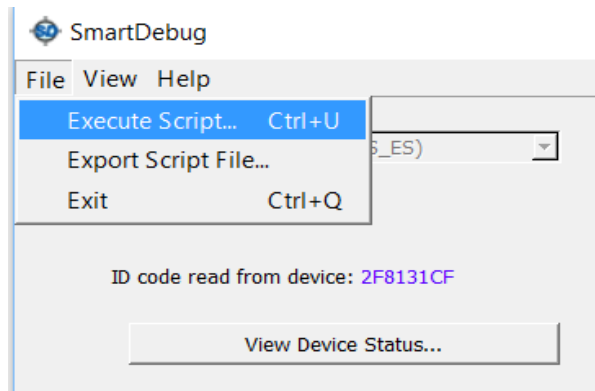 SmartDebug
File View Help
Execute Script... Ctrl+U
S_ES)
Export Script File...
Exit Ctrl+Q
ID code read from device: 2F8131CF
View Device Status...